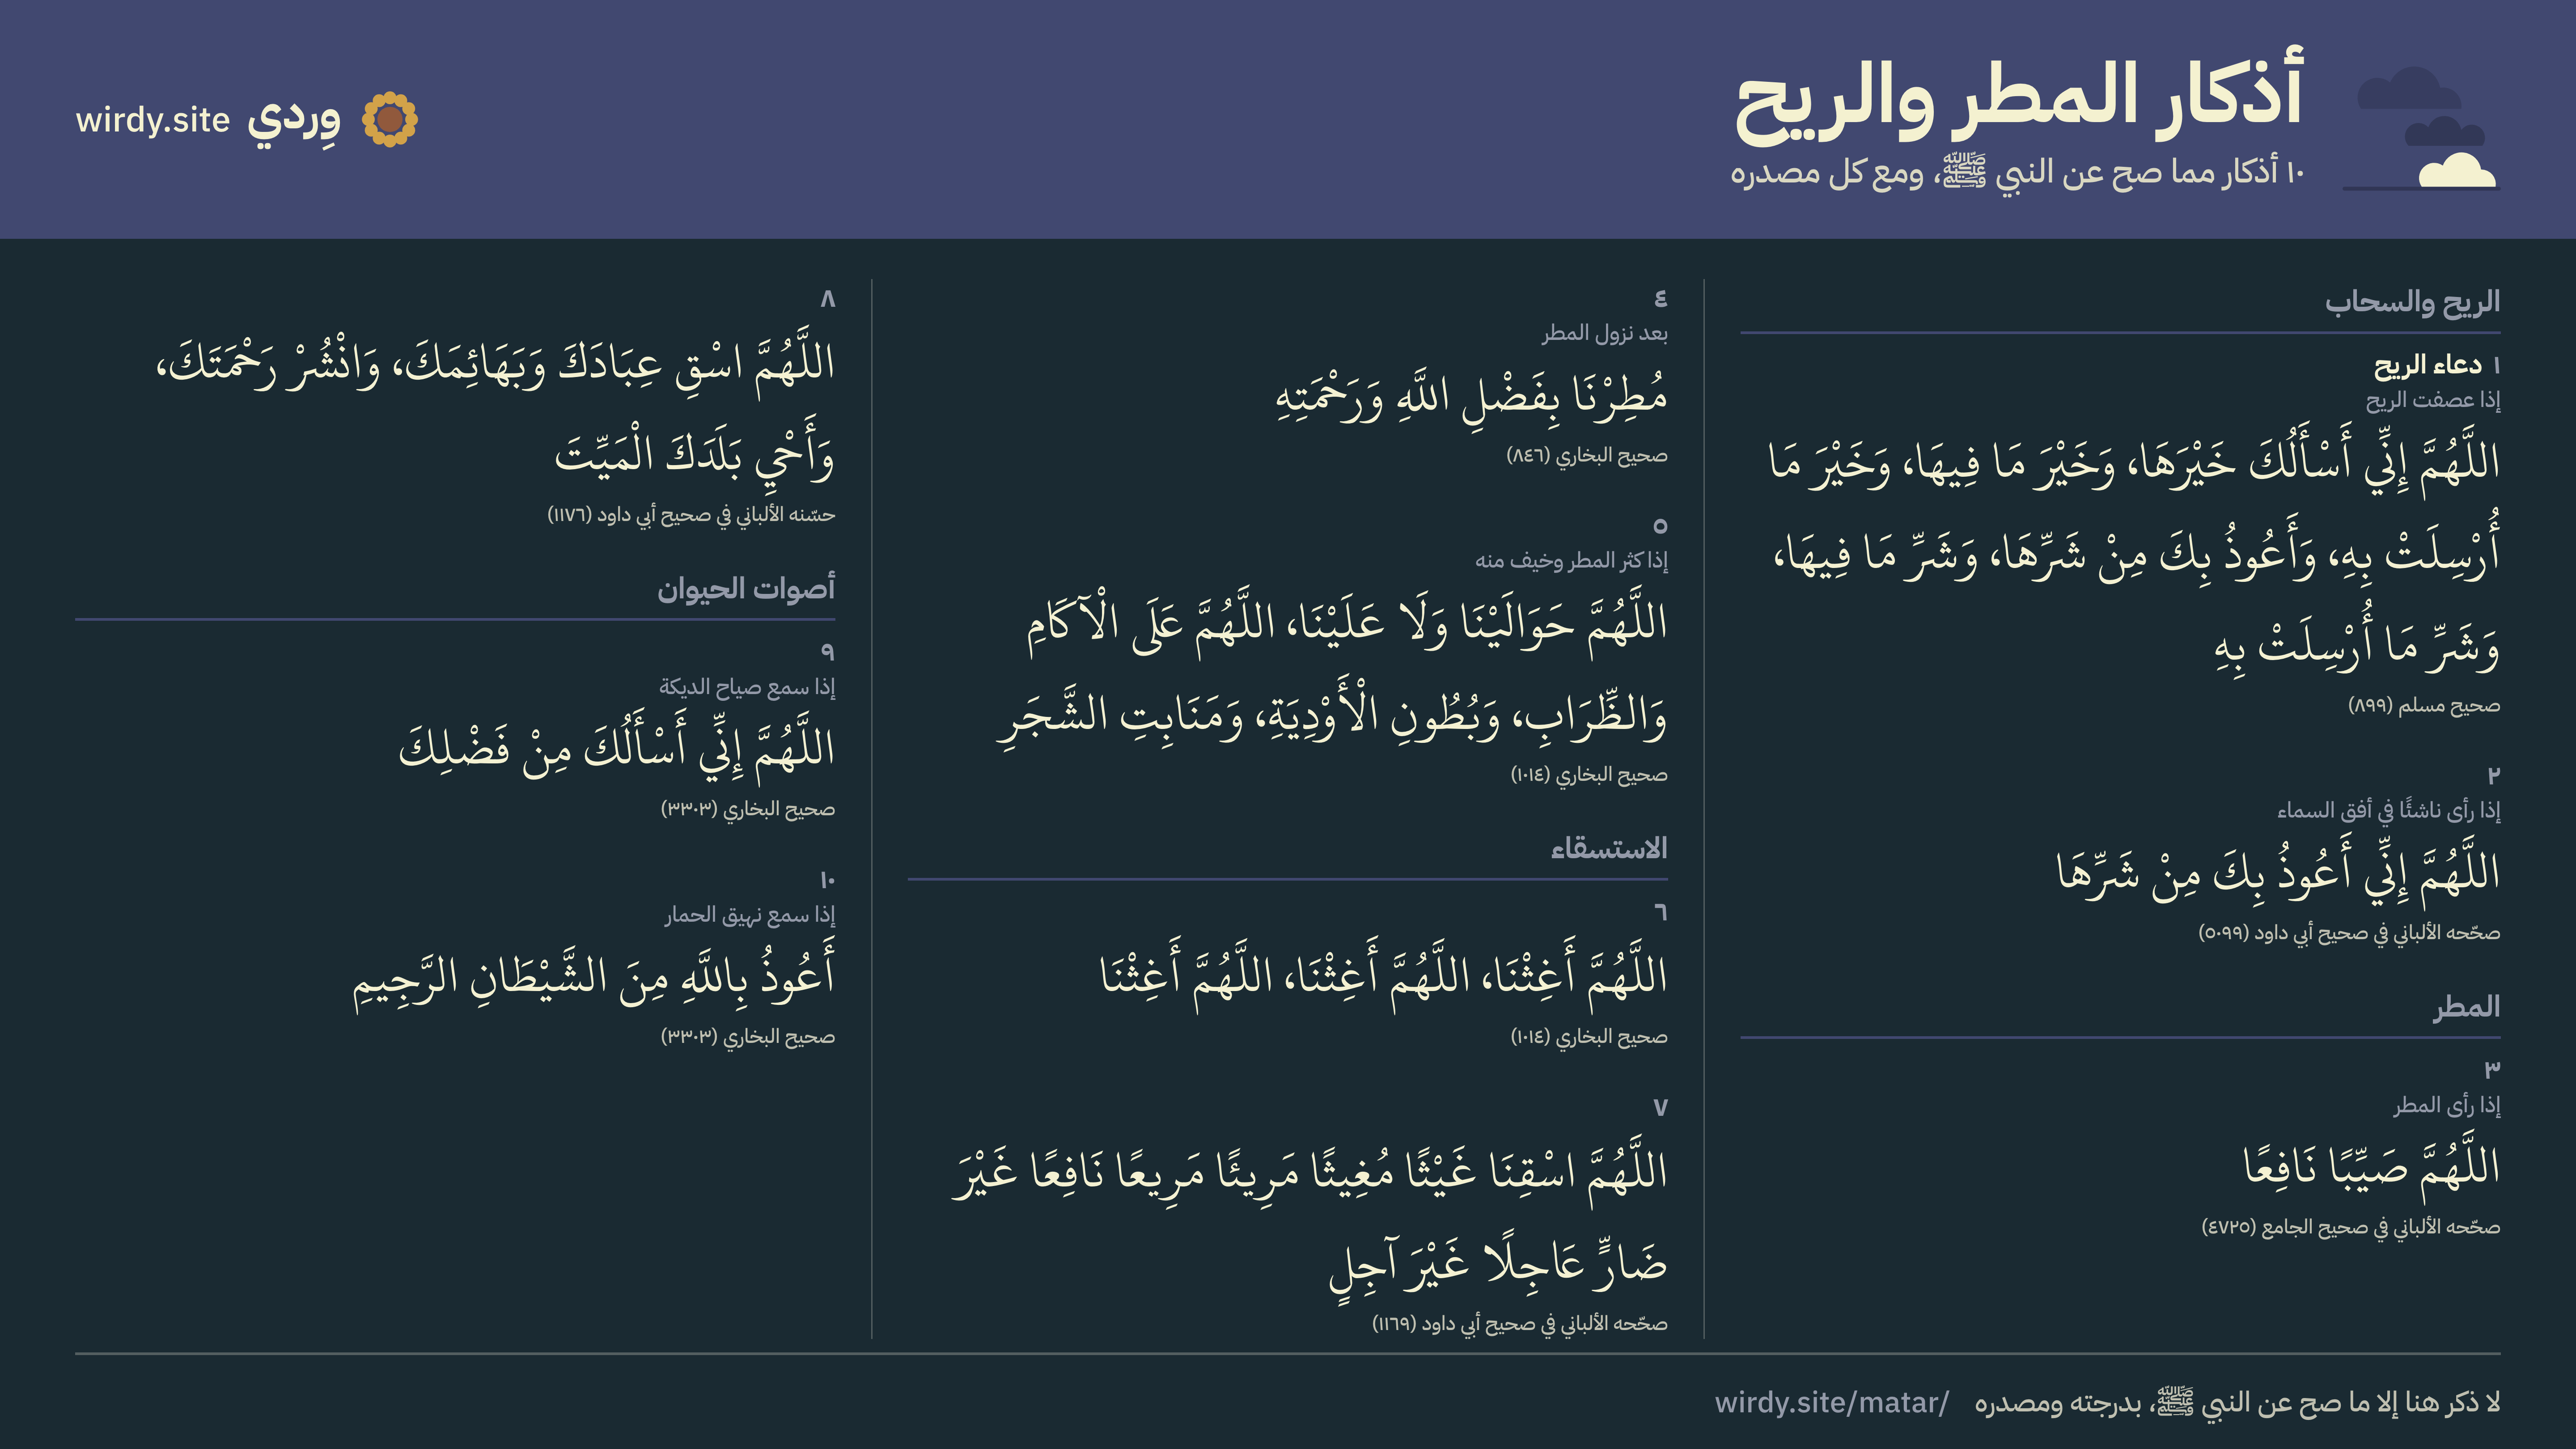 أذكار المطر والريح
١٠ أذكار مما صح عن النبي ﷺ، ومع كل مصدره
وِردي wirdy.site
الريح والسحاب
١ دعاء الريح
إذا عصفت الريح
اللَّهُمَّ إِنِّي أَسْأَلُكَ خَيْرَهَا، وَخَيْرَ مَا فِيهَا، وَخَيْرَ مَا
أُرْسِلَتْ بِهِ، وَأَعُوذُ بِكَ مِنْ شَرِّهَا، وَشَرِّ مَا فِيهَا،
وَشَرِّ مَا أُرْسِلَتْ بِهِ
صحيح مسلم (٨٩٩)
٢
إذا رأى ناشئًا في أفق السماء
اللَّهُمَّ إِنِّي أَعُوذُ بِكَ مِنْ شَرِّهَا
صحّحه الألباني في صحيح أبي داود (٥٠٩٩)
المطر
٣
إذا رأى المطر
اللَّهُمَّ صَيِّبًا نَافِعًا
صحّحه الألباني في صحيح الجامع (٤٧٢٥)
٤
بعد نزول المطر
مُطِرْنَا بِفَضْلِ اللَّهِ وَرَحْمَتِهِ
صحيح البخاري (٨٤٦)
٥
إذا كثر المطر وخيف منه
اللَّهُمَّ حَوَالَيْنَا وَلَا عَلَيْنَا، اللَّهُمَّ عَلَى الْآكَامِ
وَالظِّرَابِ، وَبُطُونِ الْأَوْدِيَةِ، وَمَنَابِتِ الشَّجَرِ
صحيح البخاري (١٠١٤)
الاستسقاء
٦
اللَّهُمَّ أَغِثْنَا، اللَّهُمَّ أَغِثْنَا، اللَّهُمَّ أَغِثْنَا
صحيح البخاري (١٠١٤)
٧
اللَّهُمَّ اسْقِنَا غَيْثًا مُغِيثًا مَرِيئًا مَرِيعًا نَافِعًا غَيْرَ
ضَارٍّ عَاجِلًا غَيْرَ آجِلٍ
صحّحه الألباني في صحيح أبي داود (١١٦٩)
٨
اللَّهُمَّ اسْقِ عِبَادَكَ وَبَهَائِمَكَ، وَانْشُرْ رَحْمَتَكَ،
وَأَحْيِ بَلَدَكَ الْمَيِّتَ
حسّنه الألباني في صحيح أبي داود (١١٧٦)
أصوات الحيوان
٩
إذا سمع صياح الديكة
اللَّهُمَّ إِنِّي أَسْأَلُكَ مِنْ فَضْلِكَ
صحيح البخاري (٣٣٠٣)
١٠
إذا سمع نهيق الحمار
أَعُوذُ بِاللَّهِ مِنَ الشَّيْطَانِ الرَّجِيمِ
صحيح البخاري (٣٣٠٣)
لا ذكر هنا إلا ما صح عن النبي ﷺ، بدرجته ومصدره wirdy.site/matar/